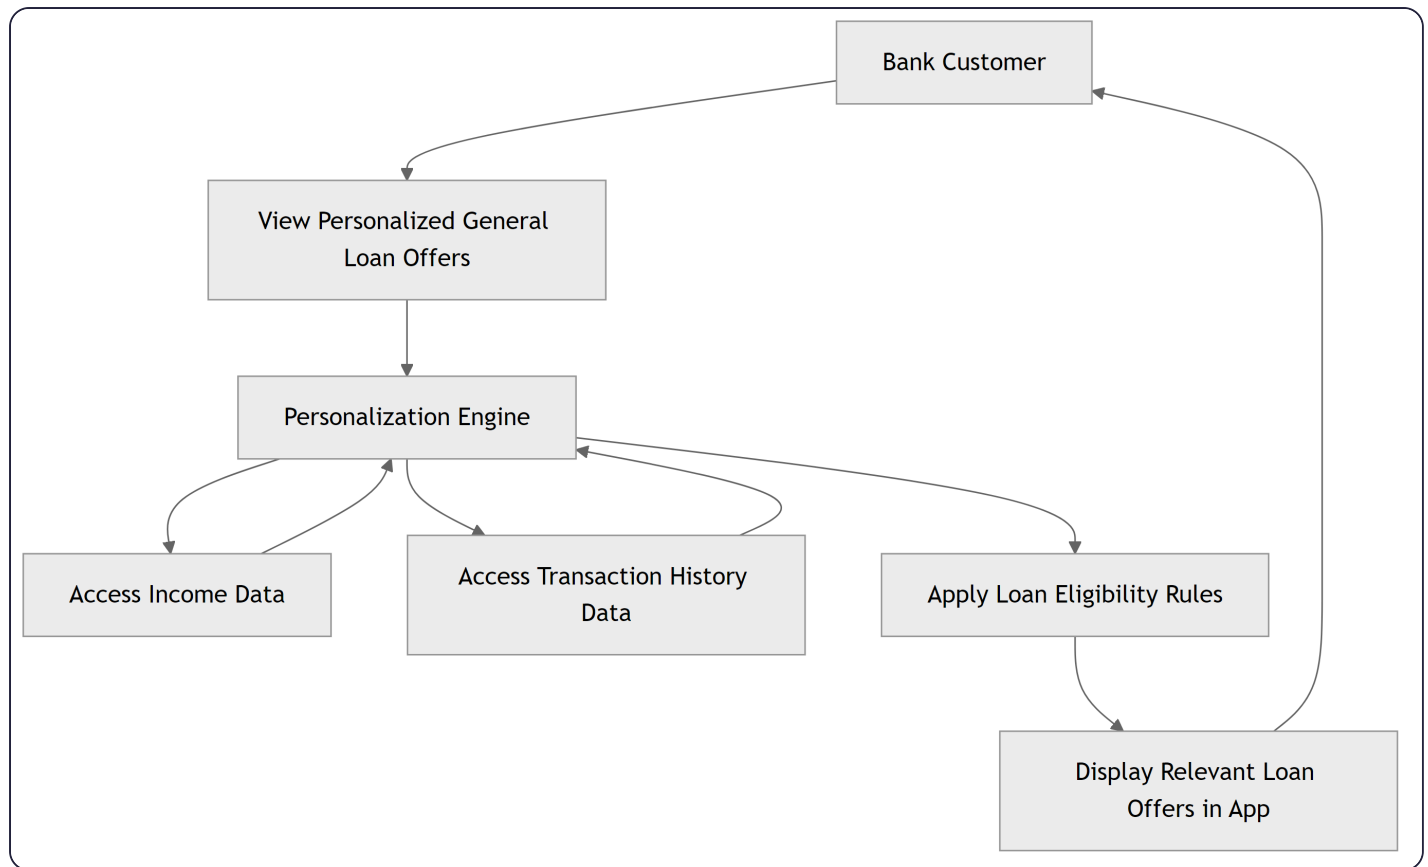 Bank Customer
View Personalized General
Loan Offers
Personalization Engine
Access Income Data
Access Transaction History
Data
Apply Loan Eligibility Rules
Display Relevant Loan
Offers in App